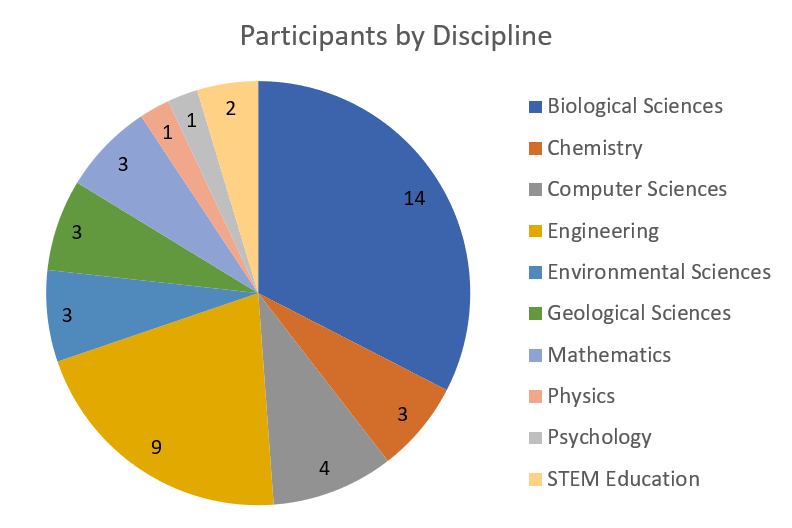 Participants by Discipline
14
3
4
9
3
3
3
1
1
2
Biological Sciences
Chemistry
Computer Sciences
Engineering
Environmental Sciences
Geological Sciences
Mathematics
Physics
Psychology
STEM Education